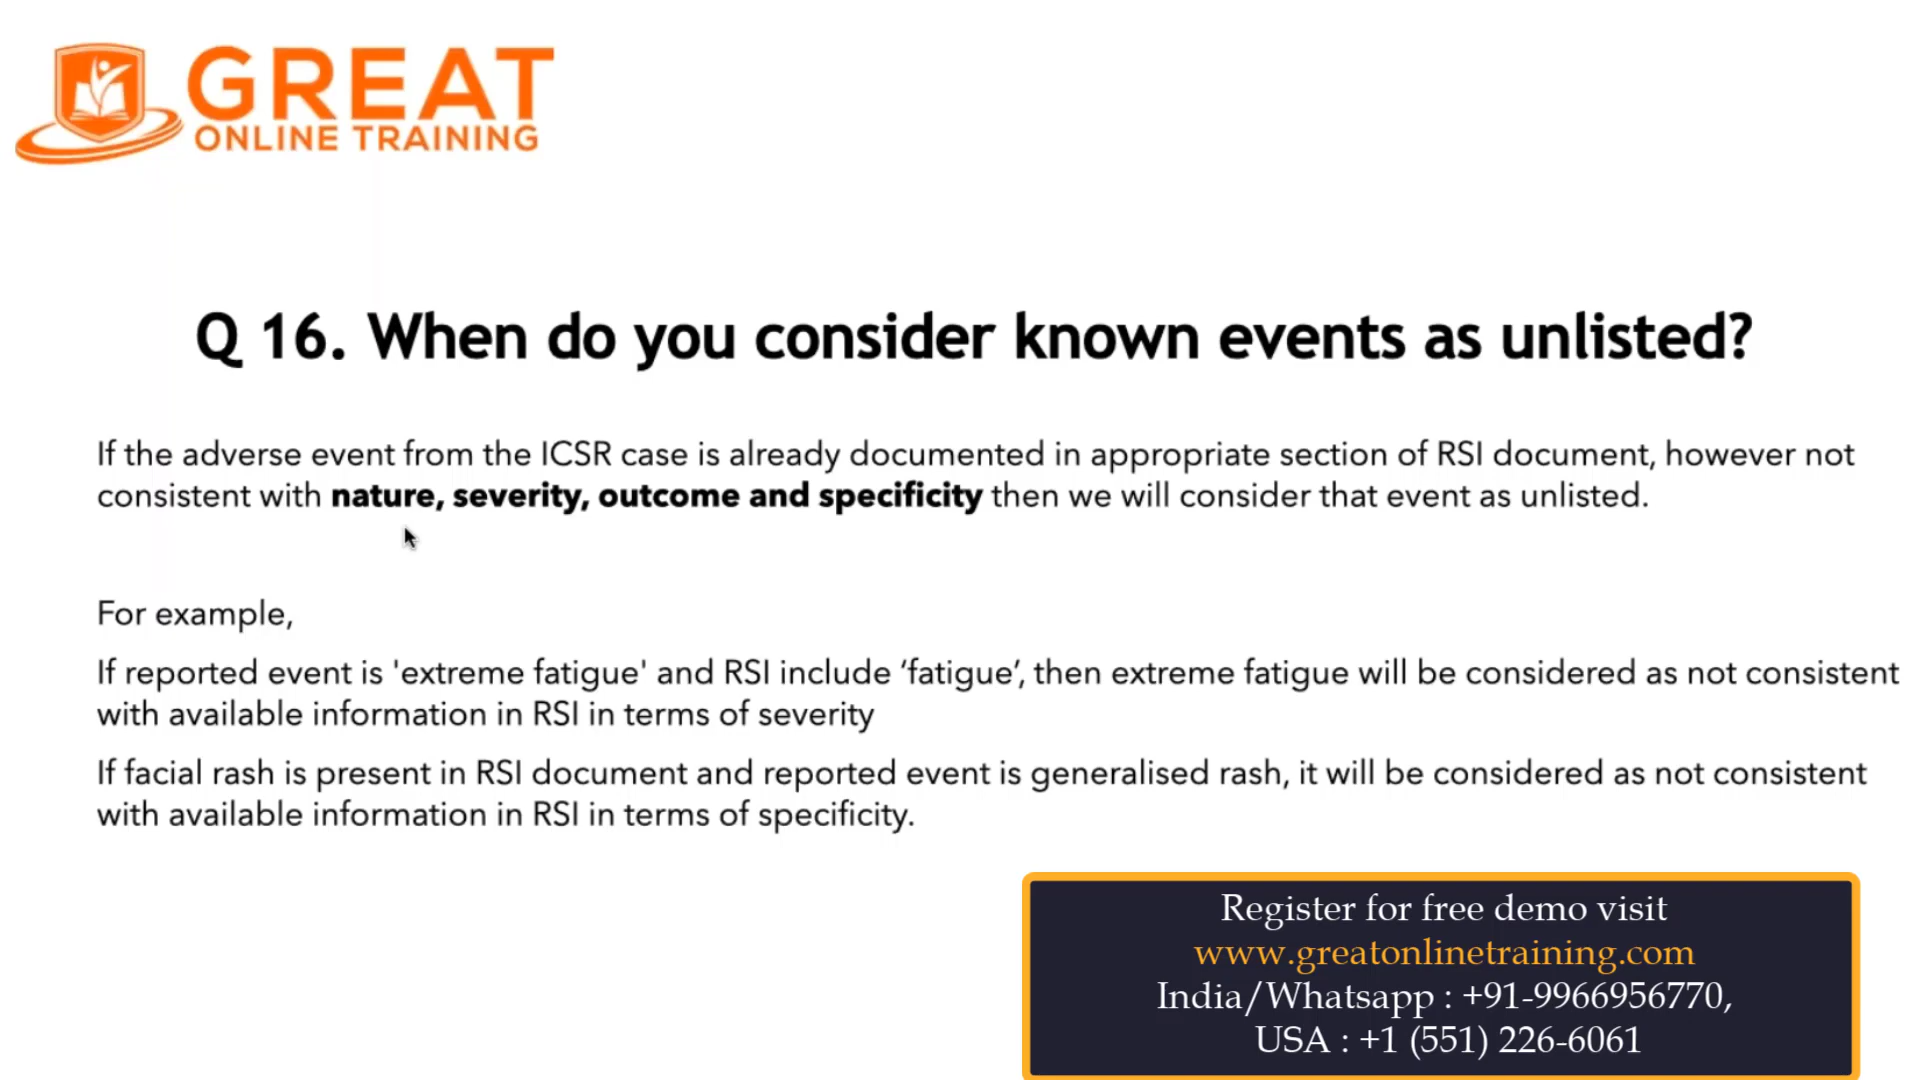 GREAT
ONLINE TRAINING
Q 16. When do you consider known events as unlisted?
If the adverse event from the ICSR case is already documented in appropriate section of RSI document, however not
consistent with nature, severity, outcome and specificity then we will consider that event as unlisted.
For example,
If reported event is 'extreme fatigue' and RSI include ‘fatigue’, then extreme fatigue will be considered as not consistent
with available information in RSI in terms of severity
If facial rash is present in RSI document and reported event is generalised rash, it will be considered as not consistent
with available information in RSI in terms of specificity.
Register for free demo visit
www.greatonlinetraining.com
India/Whatsapp : +91-9966956770,
USA : +1 (551) 226-6061